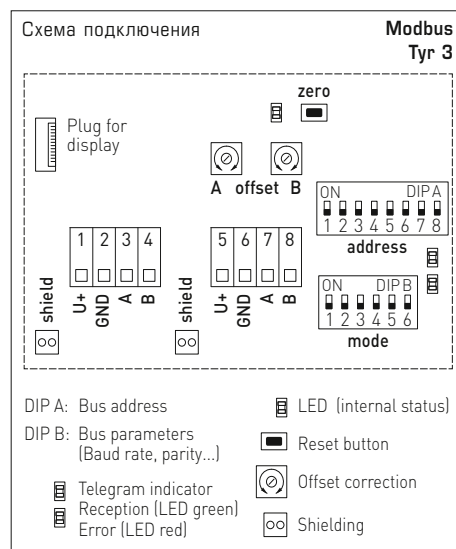 Схема подключения
Modbus
Tyr 3
zero
Plug for
display
A offset B
ON DIP A
1 2 3 4 5 6 7 8
address
1 2 3 4
5 6 7 8
shield
U+
GND
A
B
shield
U+
GND
A
B
ON DIP B
1 2 3 4 5 6
mode
DIP A: Bus address
DIP B: Bus parameters
(Baud rate, parity...)
Telegram indicator
Reception (LED green)
Error (LED red)
LED (internal status)
Reset button
Offset correction
Shielding